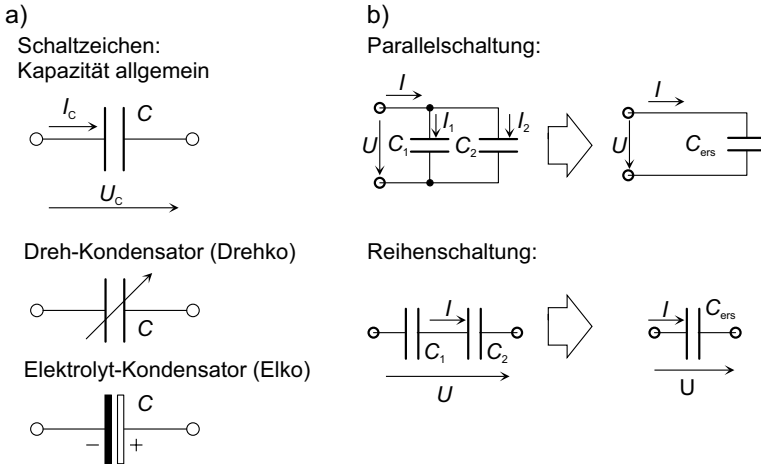 a)
Schaltzeichen:
Kapazität allgemein
I_C
C
U_C
Dreh-Kondensator (Drehko)
C
Elektrolyt-Kondensator (Elko)
C
− +
b)
Parallelschaltung:
I
U C_1 I_1 C_2 I_2
I
U C_ers
Reihenschaltung:
I
C_1 C_2
U
I C_ers
U